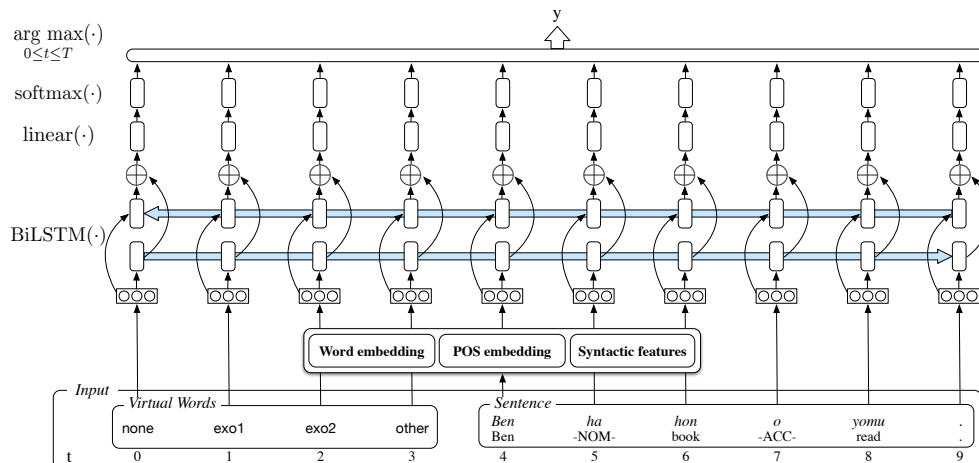 y
arg max(·)
0≤t≤T
softmax(·)
linear(·)
BiLSTM(·)
Word embedding POS embedding Syntactic features
Input
Virtual Words Sentence
none exo1 exo2 other Ben ha hon o yomu .
Ben -NOM- book -ACC- read .
t 0 1 2 3 4 5 6 7 8 9